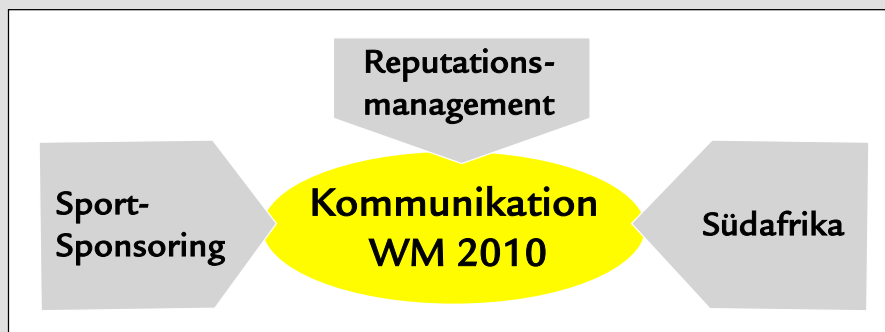 Reputations-
management
Sport-
Sponsoring
Kommunikation
WM 2010
Südafrika